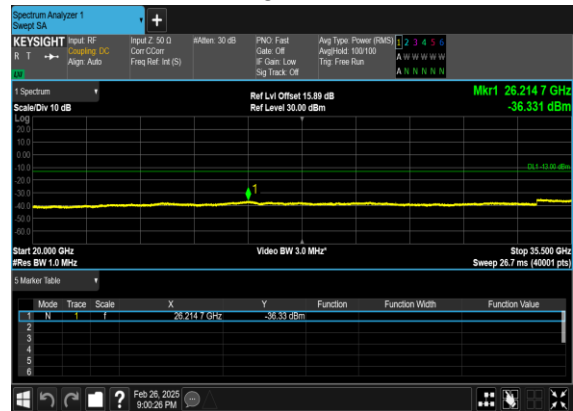 Spectrum Analyzer 1
Swept SA
KEYSIGHT
R T
LXI
Input: RF
Coupling: DC
Align: Auto
Input Z: 50 Ω
Corr CCorr
Freq Ref: Int (S)
#Atten: 30 dB
PNO: Fast
Gate: Off
IF Gain: Low
Sig Track: Off
Avg Type: Power (RMS)
Avg|Hold: 100/100
Trig: Free Run
1 2 3 4 5 6
A W W W W W
A N N N N N
1 Spectrum
Scale/Div 10 dB
Ref Lvl Offset 15.89 dB
Ref Level 30.00 dBm
Mkr1 26.214 7 GHz
-36.331 dBm
Log
20.0
10.0
0.00
-10.0
-20.0
-30.0
-40.0
-50.0
-60.0
DL1 -13.00 dBm
1
Start 20.000 GHz
#Res BW 1.0 MHz
Video BW 3.0 MHz*
Stop 35.500 GHz
Sweep 26.7 ms (40001 pts)
5 Marker Table
Mode Trace Scale X Y Function Function Width Function Value
1 N 1 f 26.214 7 GHz -36.33 dBm
2
3
4
5
6
?
Feb 26, 2025
9:00:26 PM